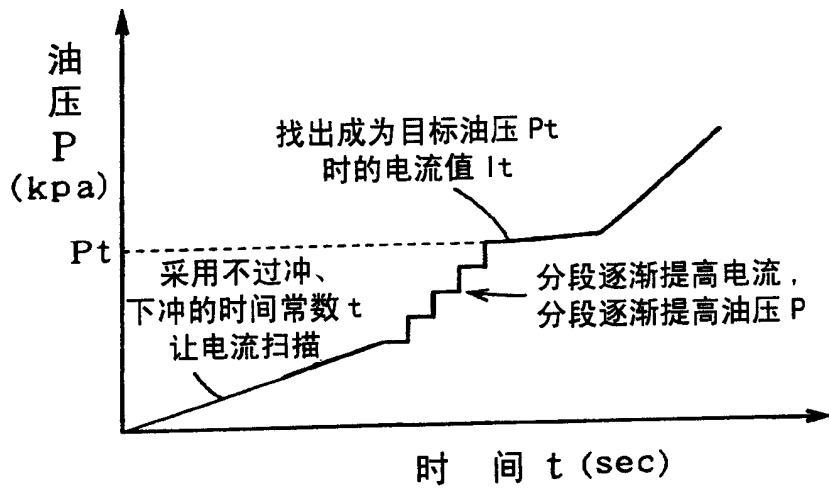 油
压
P
(kpa)
找出成为目标油压 Pt
时的电流值 It
Pt
采用不过冲、
下冲的时间常数 t
让电流扫描
分段逐渐提高电流,
分段逐渐提高油压 P
时 间 t (sec)